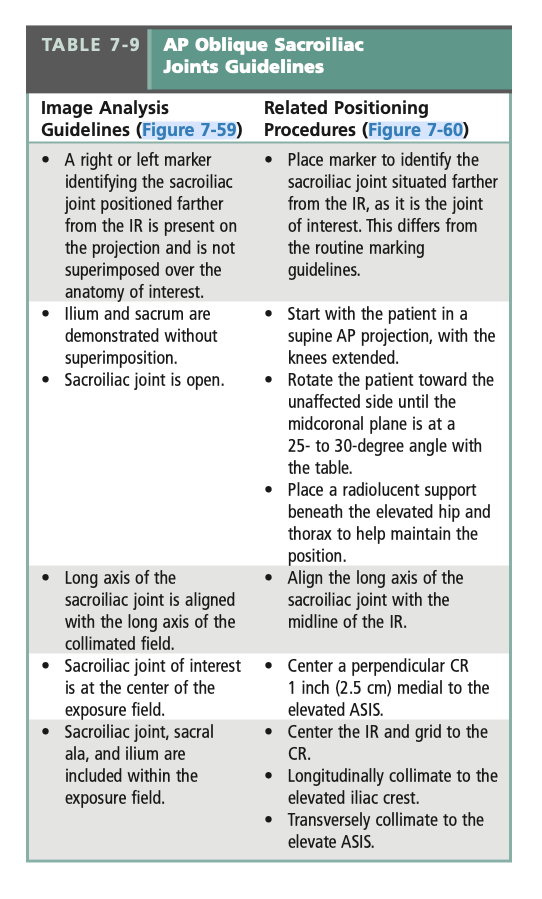 TABLE 7-9
AP Oblique Sacroiliac
Joints Guidelines
Image Analysis
Guidelines (Figure 7-59)
Related Positioning
Procedures (Figure 7-60)
• A right or left marker
identifying the sacroiliac
joint positioned farther
from the IR is present on
the projection and is not
superimposed over the
anatomy of interest.
• Place marker to identify the
sacroiliac joint situated farther
from the IR, as it is the joint
of interest. This differs from
the routine marking
guidelines.
• Ilium and sacrum are
demonstrated without
superimposition.
• Sacroiliac joint is open.
• Start with the patient in a
supine AP projection, with the
knees extended.
• Rotate the patient toward the
unaffected side until the
midcoronal plane is at a
25- to 30-degree angle with
the table.
• Place a radiolucent support
beneath the elevated hip and
thorax to help maintain the
position.
• Long axis of the
sacroiliac joint is aligned
with the long axis of the
collimated field.
• Align the long axis of the
sacroiliac joint with the
midline of the IR.
• Sacroiliac joint of interest
is at the center of the
exposure field.
• Center a perpendicular CR
1 inch (2.5 cm) medial to the
elevated ASIS.
• Sacroiliac joint, sacral
ala, and ilium are
included within the
exposure field.
• Center the IR and grid to the
CR.
• Longitudinally collimate to the
elevated iliac crest.
• Transversely collimate to the
elevate ASIS.